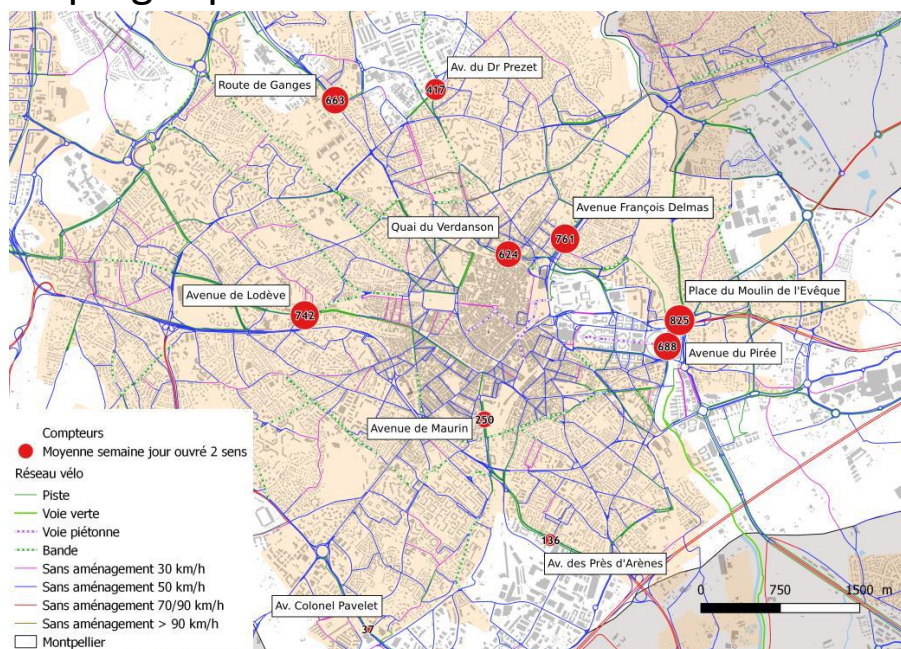 Av. du Dr Prezet
Route de Ganges
417
663
Avenue François Delmas
Quai du Verdanson
761
624
Place du Moulin de l'Evêque
Avenue de Lodève
742
825
688
Avenue du Pirée
250
Avenue de Maurin
Compteurs
Moyenne semaine jour ouvré 2 sens
Réseau vélo
Piste
Voie verte
Voie piétonne
Bande
Sans aménagement 30 km/h
Sans aménagement 50 km/h
Sans aménagement 70/90 km/h
Sans aménagement > 90 km/h
Montpellier
136
Av. des Près d'Arènes
Av. Colonel Pavelet
37
0 750 1500 m